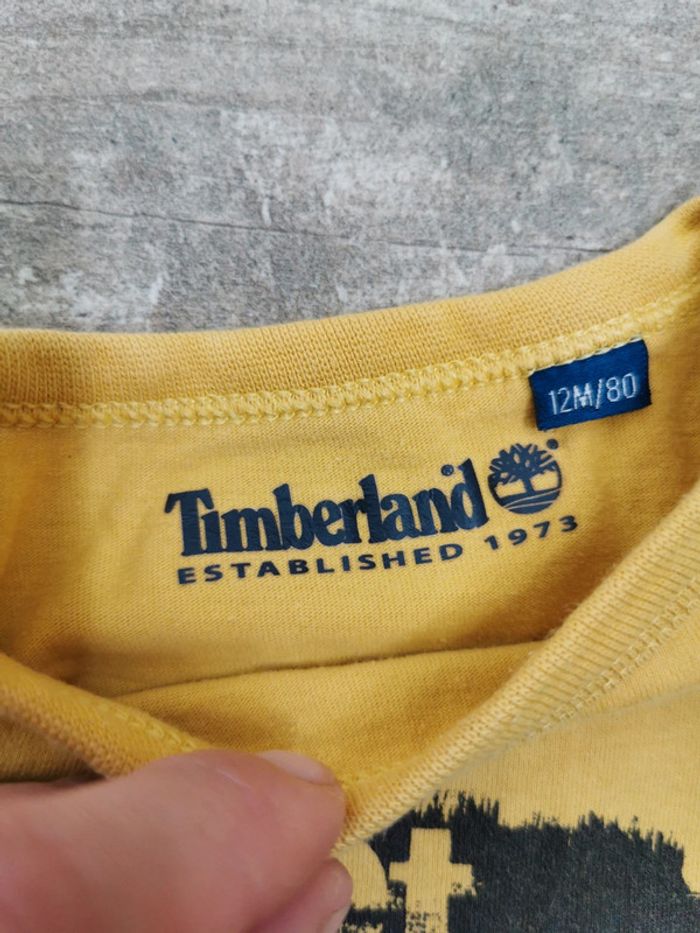 12M/80
Timberland
ESTABLISHED 1973